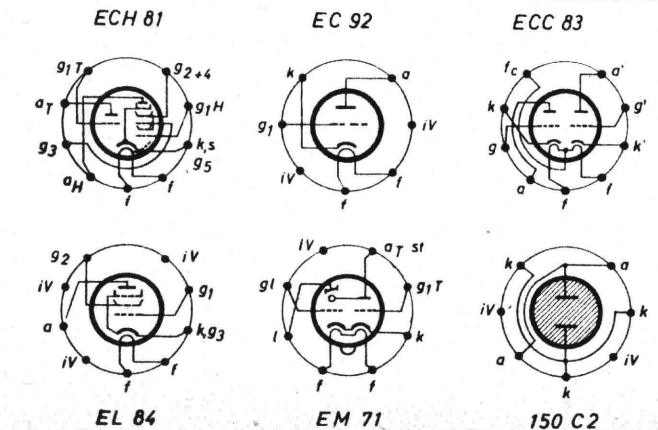 ECH 81 EC 92 ECC 83
g1T g2+4 k a fc a'
aT g1H g1 iV k g'
g3 k,s g5 iV f g k'
aH f f f a f f
g2 iV iV aT st k a
iV g1 gl g1T iV k
a k,g3 l k a iV
iV f f f f k
EL 84 EM 71 150 C2